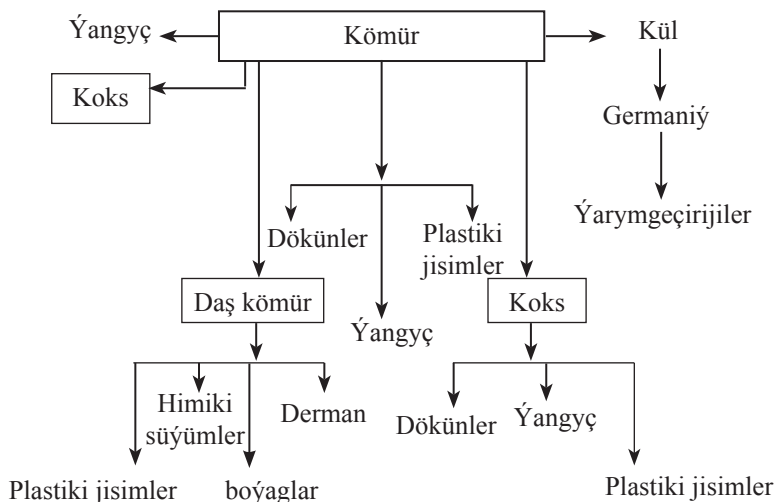 Ýangyç
Kömür
Kül
Koks
Germaniý
Ýarymgeçirijiler
Dökünler
Plastiki
jisimler
Daş kömür
Ýangyç
Koks
Himiki
süýümler
Derman
Dökünler
Ýangyç
Plastiki jisimler
boýaglar
Plastiki jisimler